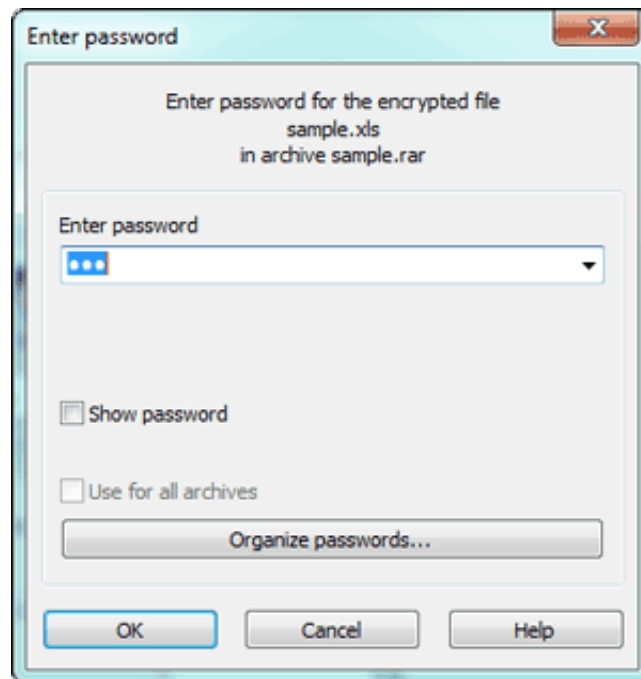 Enter password
Enter password for the encrypted file
sample.xls
in archive sample.rar
Enter password
●●●
Show password
Use for all archives
Organize passwords...
OK
Cancel
Help